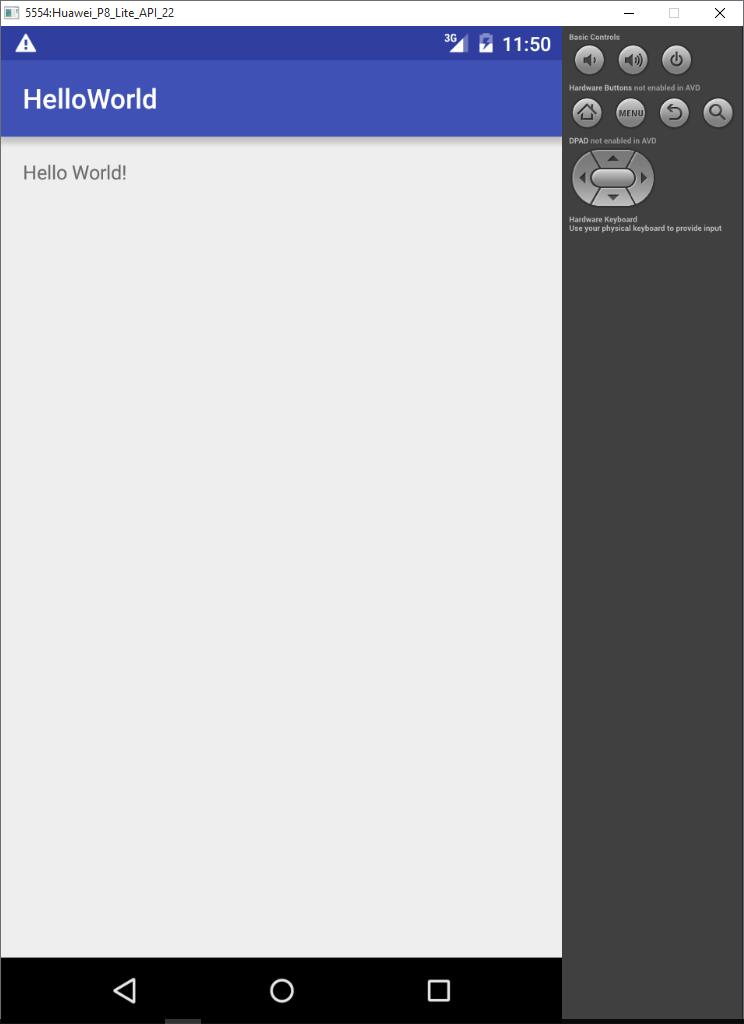 5554:Huawei_P8_Lite_API_22
3G 11:50
HelloWorld
Hello World!
Basic Controls
Hardware Buttons not enabled in AVD
MENU
DPAD not enabled in AVD
Hardware Keyboard
Use your physical keyboard to provide input